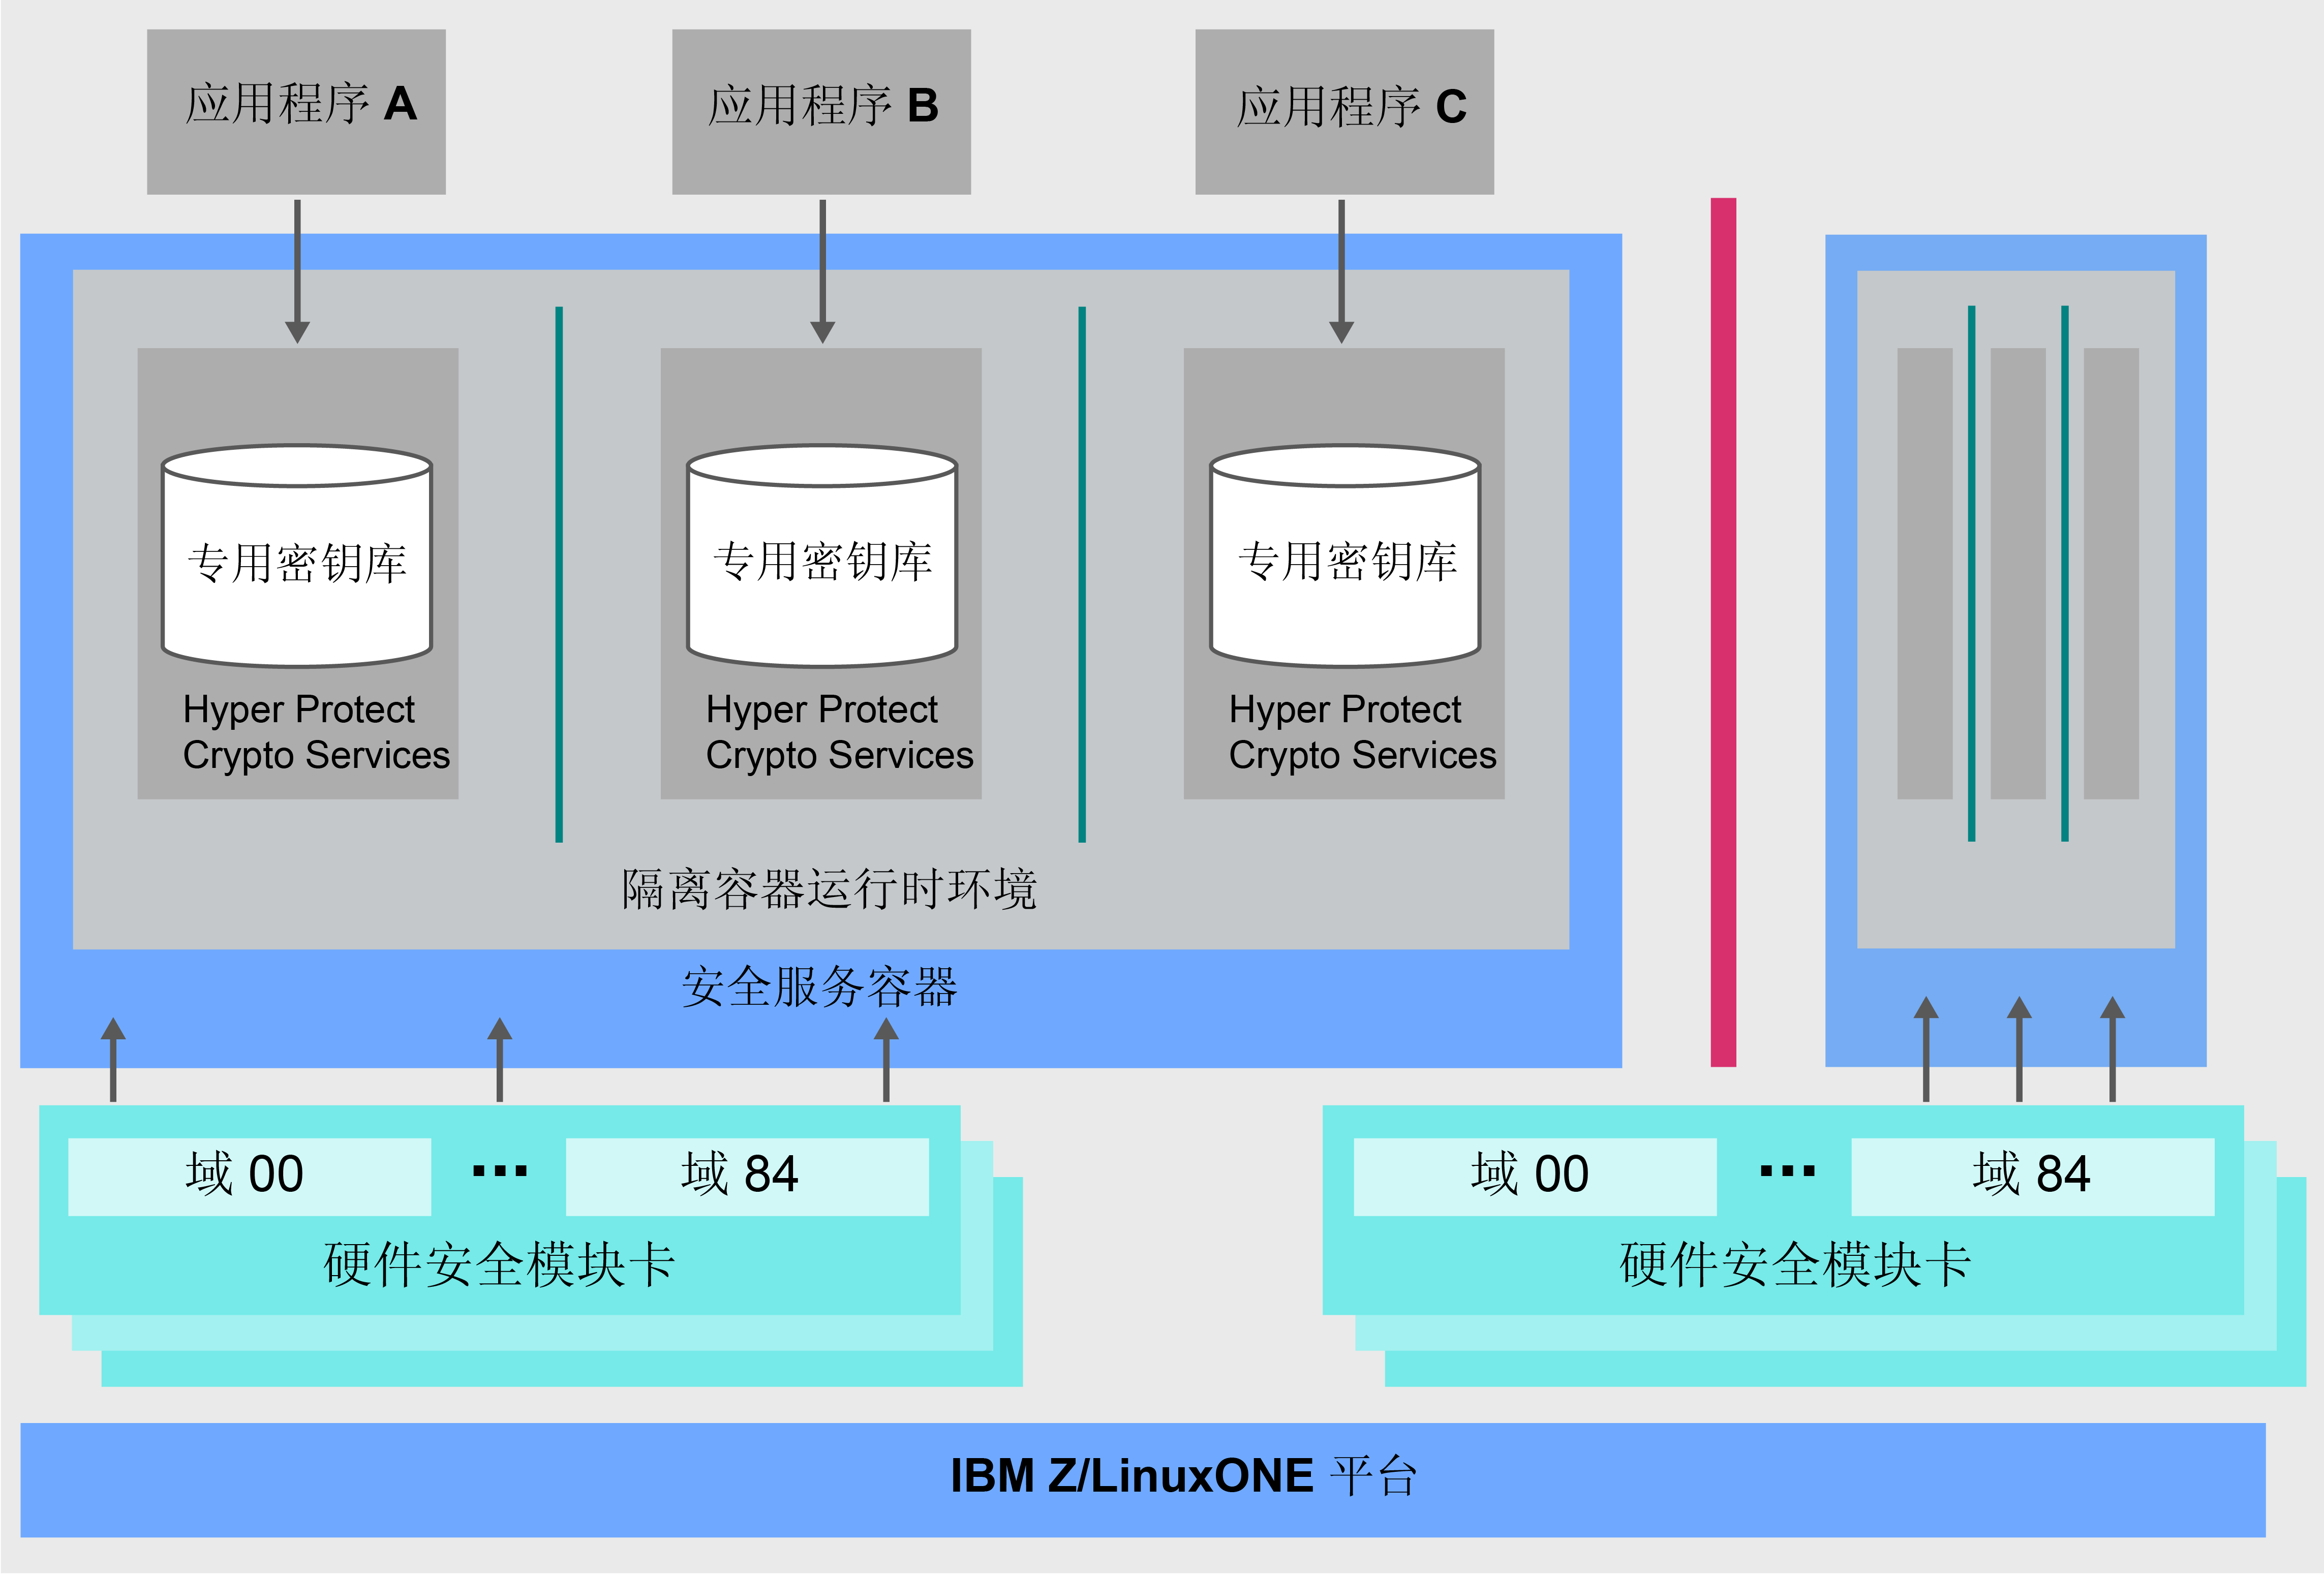 应用程序 A
应用程序 B
应用程序 C
专用密钥库
专用密钥库
专用密钥库
Hyper Protect
Crypto Services
Hyper Protect
Crypto Services
Hyper Protect
Crypto Services
隔离容器运行时环境
安全服务容器
域 00
...
域 84
硬件安全模块卡
域 00
...
域 84
硬件安全模块卡
IBM Z/LinuxONE 平台